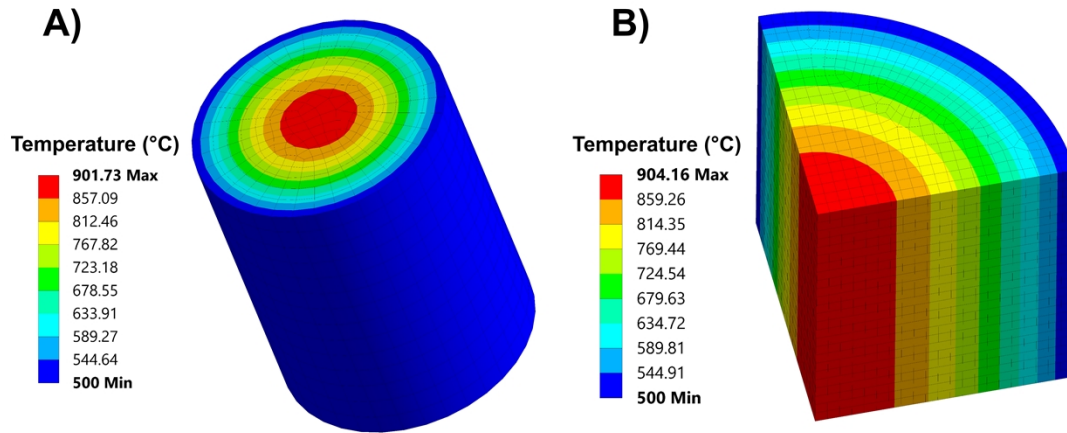 A)
B)
Temperature (°C)
901.73 Max
857.09
812.46
767.82
723.18
678.55
633.91
589.27
544.64
500 Min
Temperature (°C)
904.16 Max
859.26
814.35
769.44
724.54
679.63
634.72
589.81
544.91
500 Min